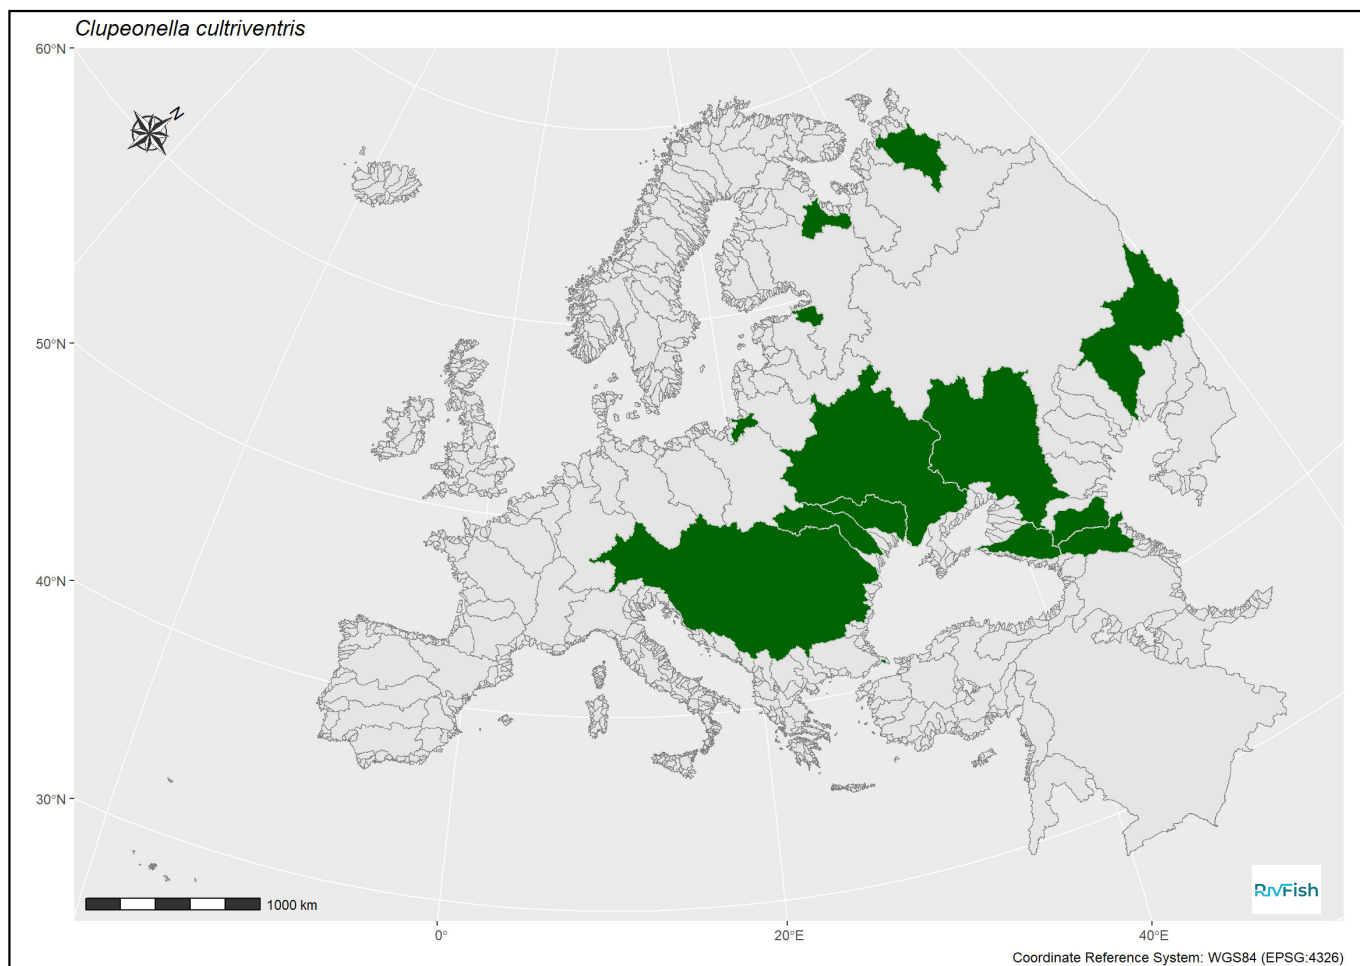 Clupeonella cultriventris
60°N
N
50°N
40°N
30°N
1000 km
RIVFish
0°
20°E
40°E
Coordinate Reference System: WGS84 (EPSG:4326)